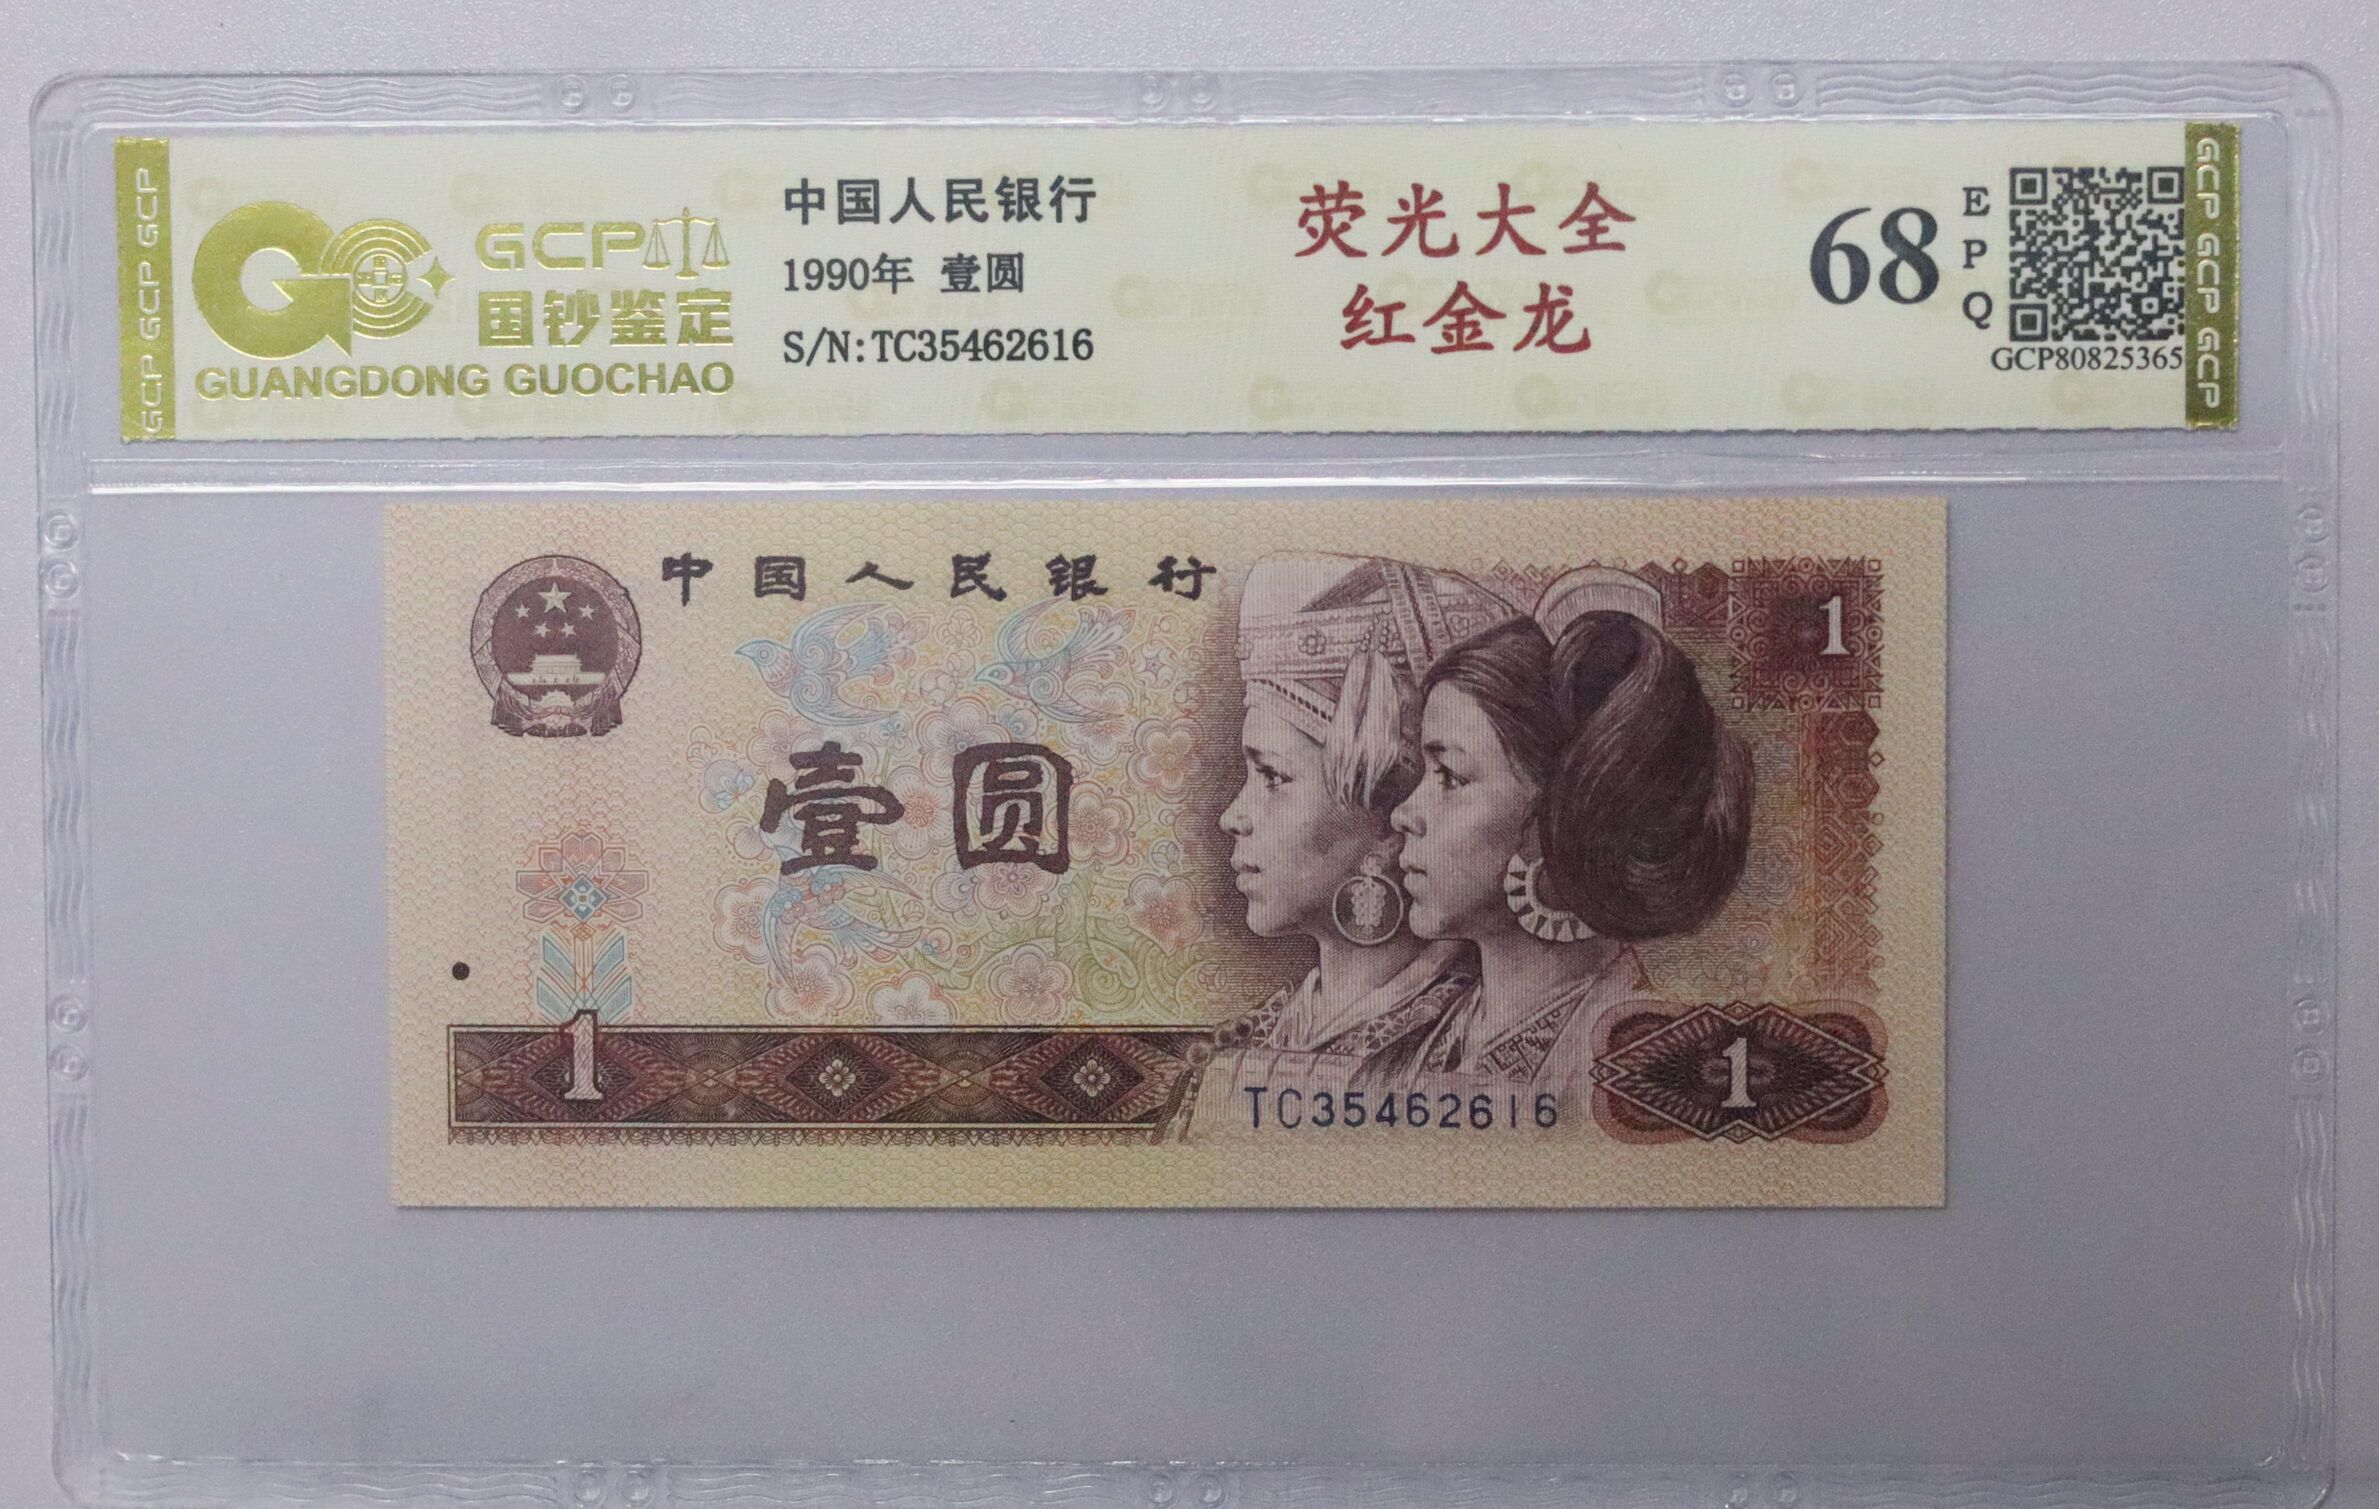 GCP GCP GCP
GCP
国钞鉴定
GUANGDONG GUOCHAO
中国人民银行
1990年 壹圆
S/N:TC35462616
荧光大全
红金龙
68
EPQ
GCP80825365
GCP GCP GCP
中国人民银行
1
壹圆
1
1
TC35462616